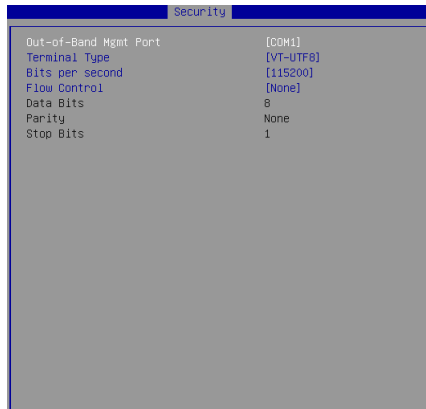 Security
Out-of-Band Mgmt Port [COM1]
Terminal Type [VT-UTF8]
Bits per second [115200]
Flow Control [None]
Data Bits 8
Parity None
Stop Bits 1